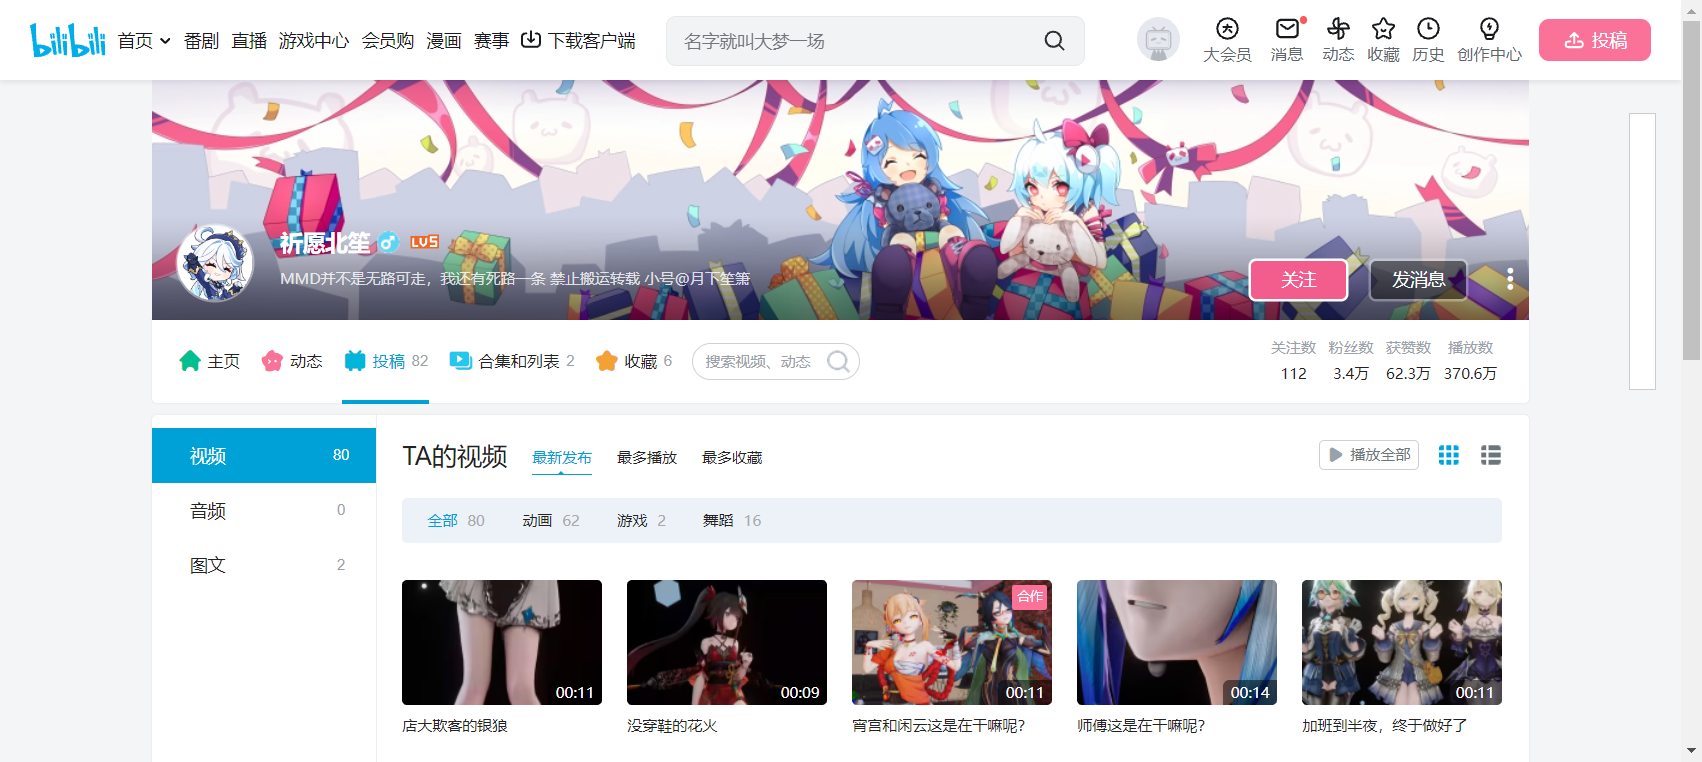 bilibili 首页 番剧 直播 游戏中心 会员购 漫画 赛事 下载客户端 名字就叫大梦一场 大会员 消息 动态 收藏 历史 创作中心 投稿
祈愿北笙 LV5
MMD并不是无路可走，我还有死路一条 禁止搬运转载 小号@月下笙箫
关注 发消息
主页 动态 投稿 82 合集和列表 2 收藏 6 搜索视频、动态
关注数 粉丝数 获赞数 播放数
112 3.4万 62.3万 370.6万
视频 80
音频 0
图文 2
TA的视频 最新发布 最多播放 最多收藏 播放全部
全部 80 动画 62 游戏 2 舞蹈 16
合作
00:11 00:09 00:11 00:14 00:11
店大欺客的银狼
没穿鞋的花火
宵宫和闲云这是在干嘛呢？
师傅这是在干嘛呢？
加班到半夜，终于做好了